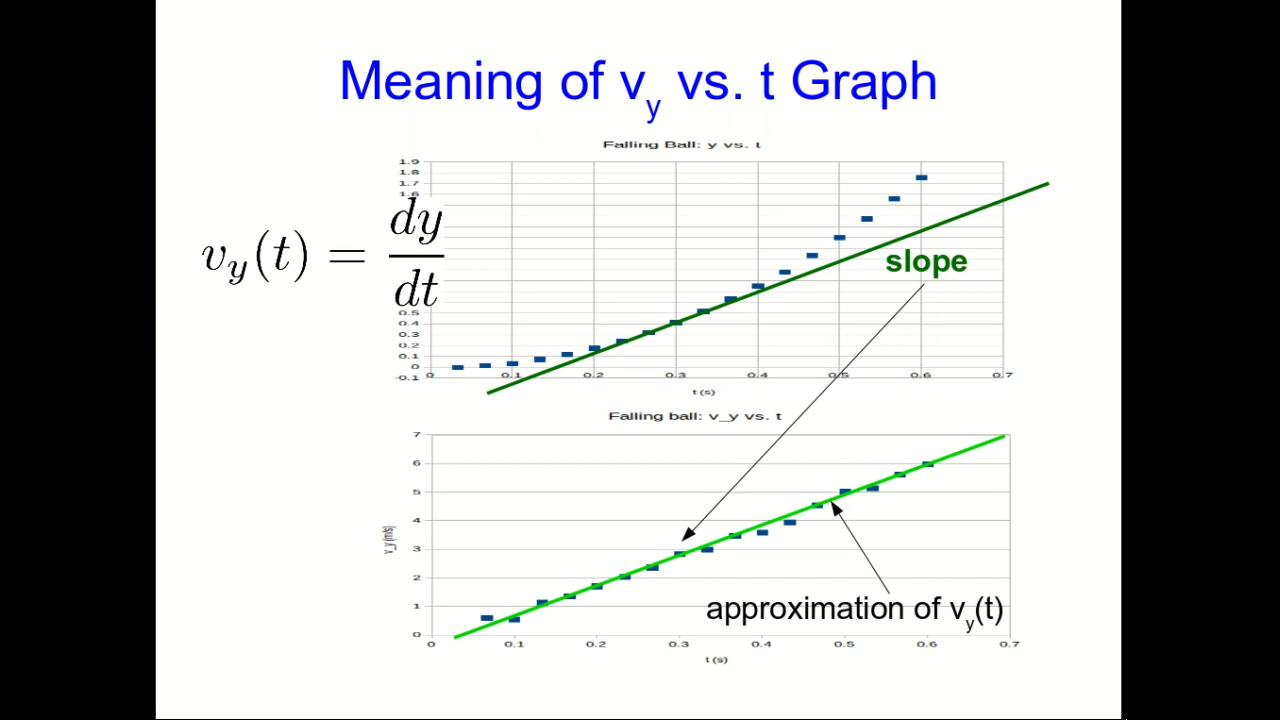 Meaning of v_y vs. t Graph
Falling Ball: y vs. t
1.9
1.8
1.7
1.6
v_y(t) = dy/dt
slope
0.5
0.4
0.3
0.2
0.1
0
-0.1
0 0.1 0.2 0.3 0.4 0.5 0.6 0.7
t (s)
Falling ball: v_y vs. t
7
6
5
4
v_y (m/s)
3
2
1
approximation of v_y(t)
0
0 0.1 0.2 0.3 0.4 0.5 0.6 0.7
t (s)